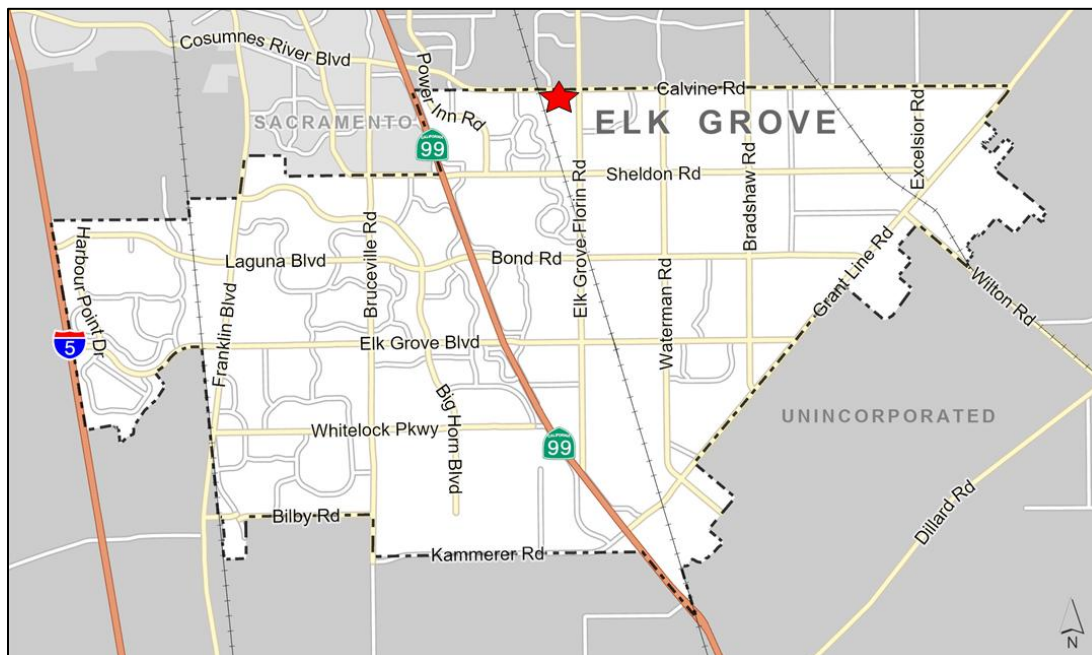 Cosumnes River Blvd
Power Inn Rd
Calvine Rd
SACRAMENTO
CALIFORNIA
99
ELK GROVE
Excelsior Rd
Sheldon Rd
Bruceville Rd
Elk Grove Florin Rd
Bradshaw Rd
Harbour Point Dr
Laguna Blvd
Bond Rd
Grant Line Rd
Wilton Rd
Franklin Blvd
Waterman Rd
5
Elk Grove Blvd
Big Horn Blvd
UNINCORPORATED
Whitelock Pkwy
CALIFORNIA
99
Bilby Rd
Dillard Rd
Kammerer Rd
N